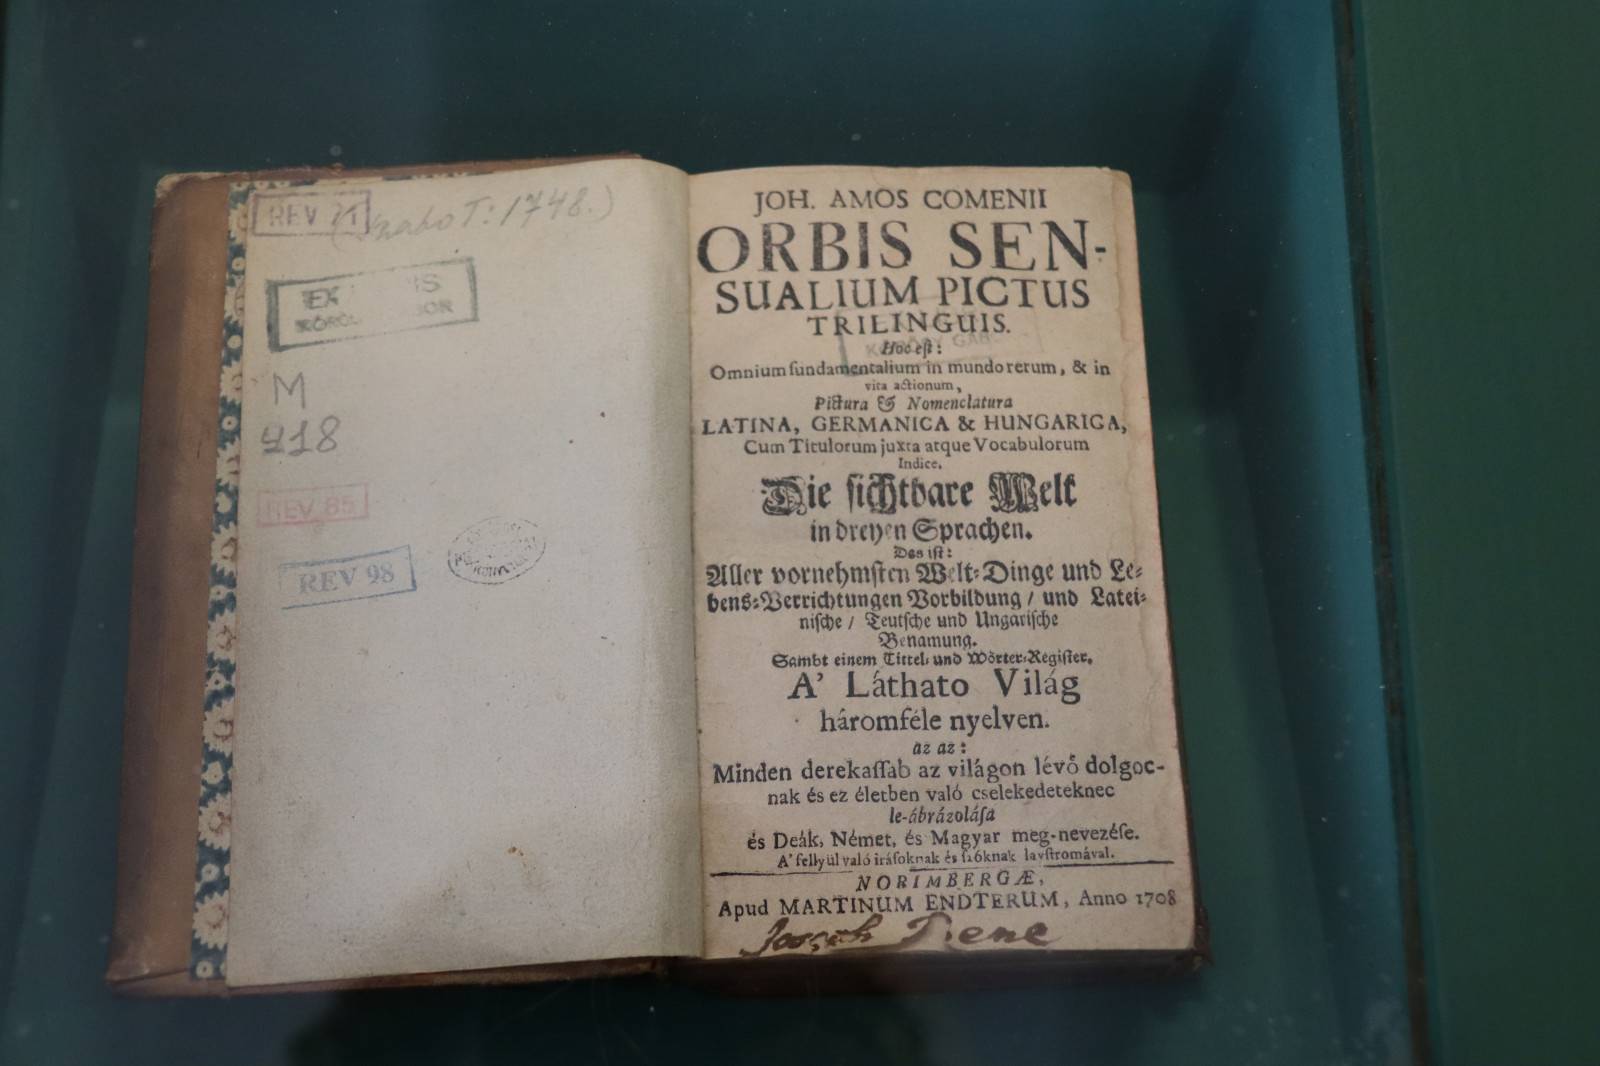 REV
T: 1748.)
EX
M
918
REV 85
REV 98
JOH. AMOS COMENII
ORBIS SEN-
SUALIUM PICTUS
TRILINGUIS.
Hoc est:
Omnium fundamentalium in mundo rerum, & in
vita actionum,
Pictura & Nomenclatura
LATINA, GERMANICA & HUNGARICA,
Cum Titulorum juxta atque Vocabulorum
Indice.
Die sichtbare Welt
in dreyen Sprachen.
Das ist:
Aller vornehmsten Welt-Dinge und Le-
bens-Verrichtungen Vorbildung / und Latei-
nische / Teutsche und Ungarische
Benamung.
Sambt einem Tittel- und Wörter-Register.
A' Láthato Világ
háromféle nyelven.
az az:
Minden derekaſſab az világon lévő dolgoc-
nak és ez életben való cselekedeteknec
le-ábrázoláſa
és Deák, Német, és Magyar meg-nevezéſe.
A' fellyül való iráſoknak és ſzóknak layſtromával.
NORIMBERGÆ,
Apud MARTINUM ENDTERUM, Anno 1708